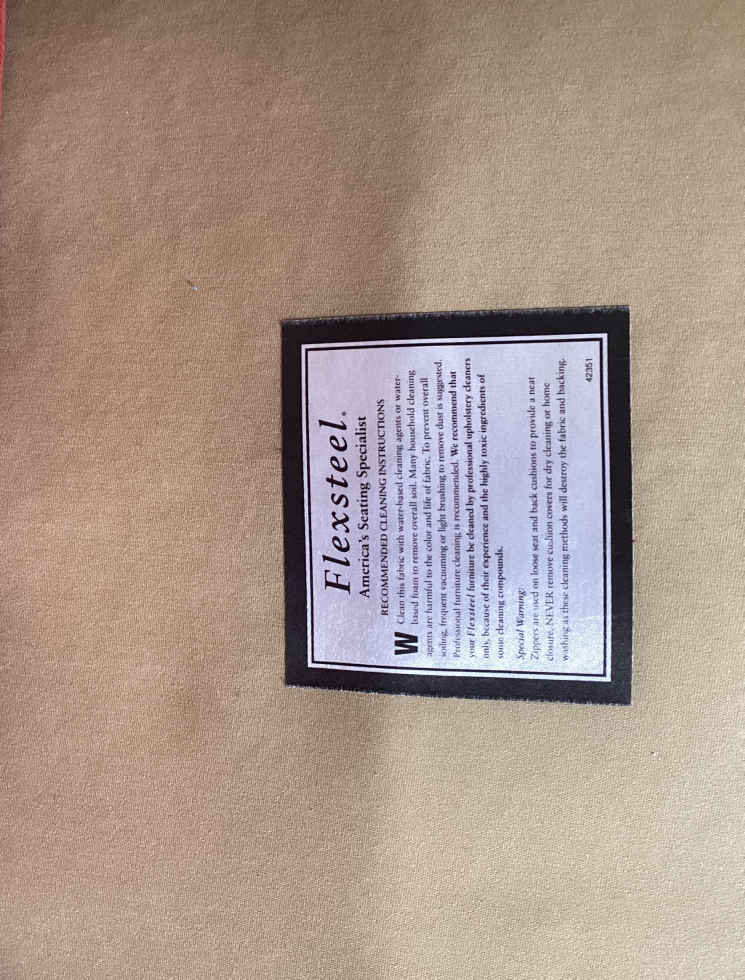 Flexsteel®
America's Seating Specialist
RECOMMENDED CLEANING INSTRUCTIONS
W Clean this fabric with water-based cleaning agents or water-
based foam to remove overall soil. Many household cleaning
agents are harmful to the color and life of fabric. To prevent overall
soiling, frequent vacuuming or light brushing to remove dust is suggested.
Professional furniture cleaning is recommended. We recommend that
your Flexsteel furniture be cleaned by professional upholstery cleaners
only, because of their experience and the highly toxic ingredients of
some cleaning compounds.
Special Warning:
Zippers are used on loose seat and back cushions to provide a neat
closure. NEVER remove cushion covers for dry cleaning or home
washing as these cleaning methods will destroy the fabric and backing.
42351